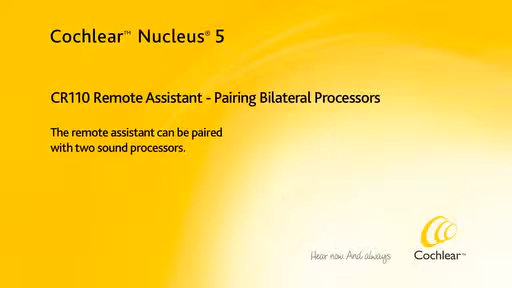 Cochlear™ Nucleus® 5
CR110 Remote Assistant - Pairing Bilateral Processors
The remote assistant can be paired
with two sound processors.
Hear now. And always
Cochlear™